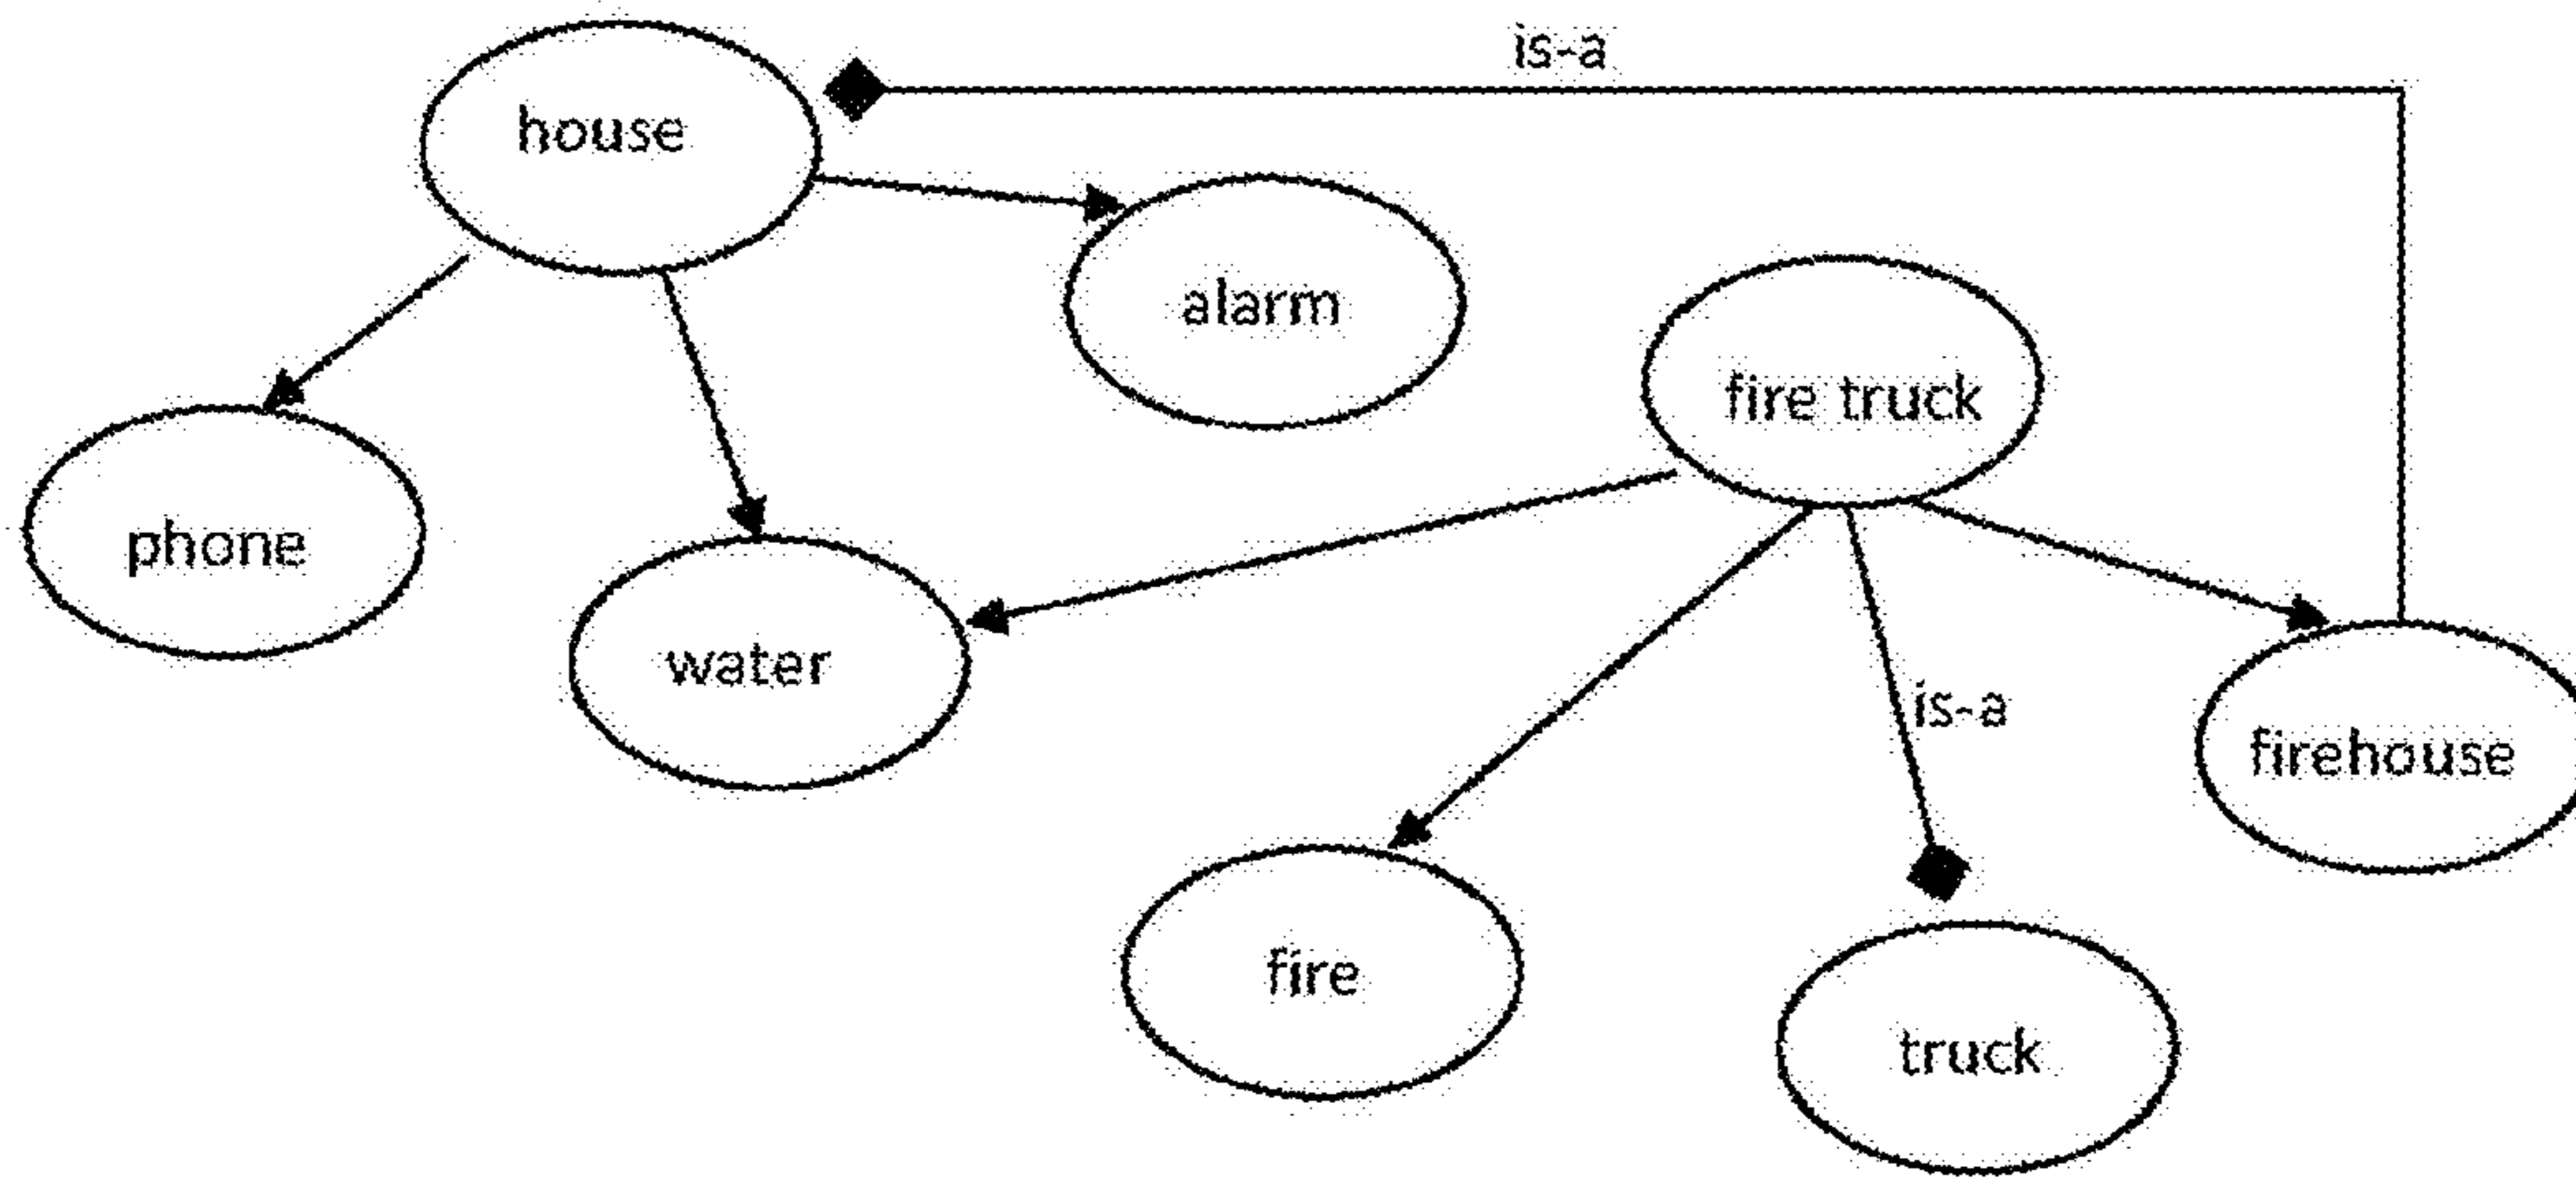 is-a
house
alarm
fire truck
phone
water
is-a
firehouse
fire
truck